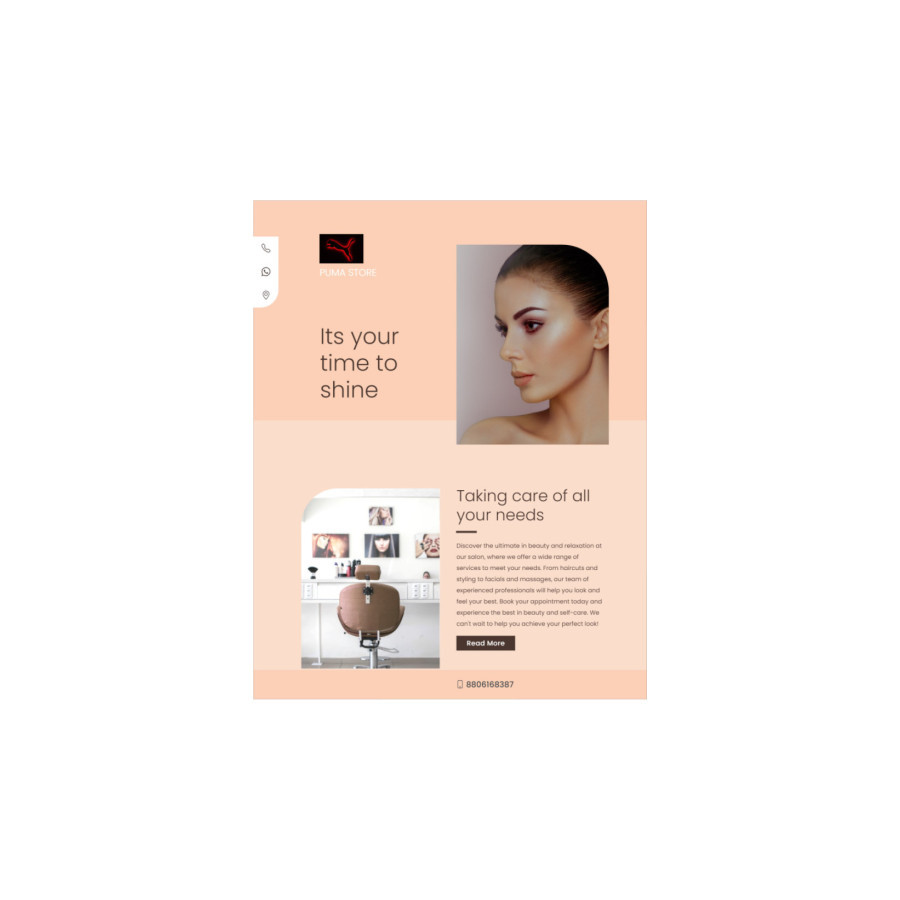 PUMA STORE
Its your
time to
shine
Taking care of all
your needs
Discover the ultimate in beauty and relaxation at
our salon, where we offer a wide range of
services to meet your needs. From haircuts and
styling to facials and massages, our team of
experienced professionals will help you look and
feel your best. Book your appointment today and
experience the best in beauty and self-care. We
can't wait to help you achieve your perfect look!
Read More
8806168387